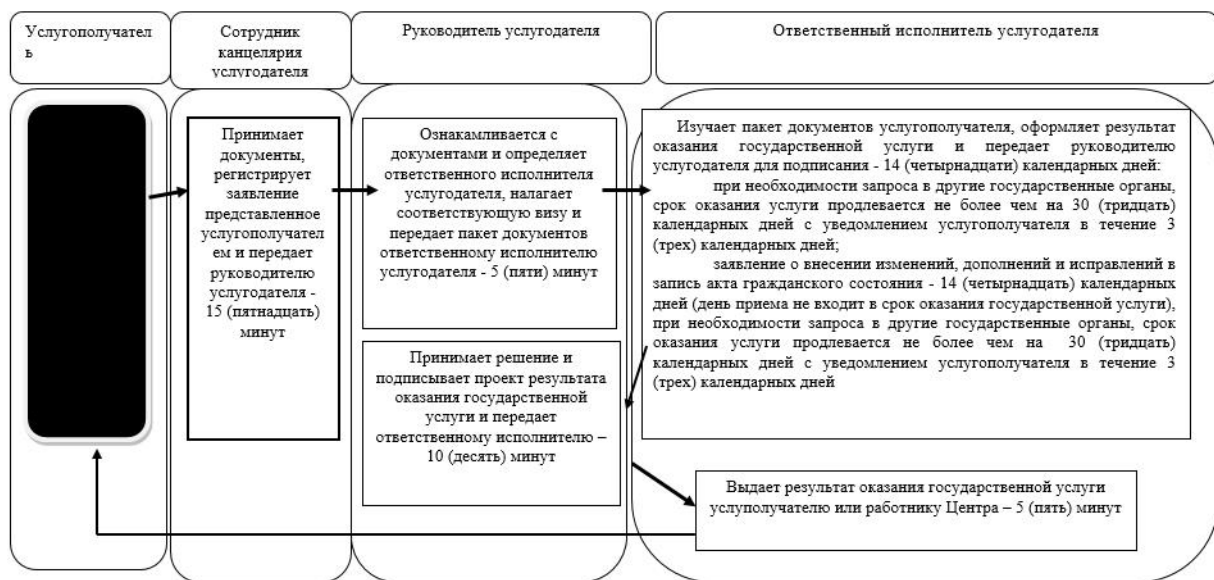 Услугополучател
ь
Сотрудник
канцелярия
услугодателя
Руководитель услугодателя
Ответственный исполнитель услугодателя
Принимает
документы,
регистрирует
заявление
представленное
услугополучател
ем и передает
руководителю
услугодателя -
15 (пятнадцать)
минут
Ознакамливается с
документами и определяет
ответственного исполнителя
услугодателя, налагает
соответствующую визу и
передает пакет документов
ответственному исполнителю
услугодателя - 5 (пяти) минут
Принимает решение и
подписывает проект результата
оказания государственной
услуги и передает
ответственному исполнителю –
10 (десять) минут
Изучает пакет документов услугополучателя, оформляет результат
оказания государственной услуги и передает руководителю
услугодателя для подписания - 14 (четырнадцати) календарных дней:
при необходимости запроса в другие государственные органы,
срок оказания услуги продлевается не более чем на 30 (тридцать)
календарных дней с уведомлением услугополучателя в течение 3
(трех) календарных дней;
заявление о внесении изменений, дополнений и исправлений в
запись акта гражданского состояния - 14 (четырнадцать) календарных
дней (день приема не входит в срок оказания государственной услуги),
при необходимости запроса в другие государственные органы, срок
оказания услуги продлевается не более чем на 30 (тридцать)
календарных дней с уведомлением услугополучателя в течение 3
(трех) календарных дней
Выдает результат оказания государственной услуги
услуполучателю или работнику Центра – 5 (пять) минут